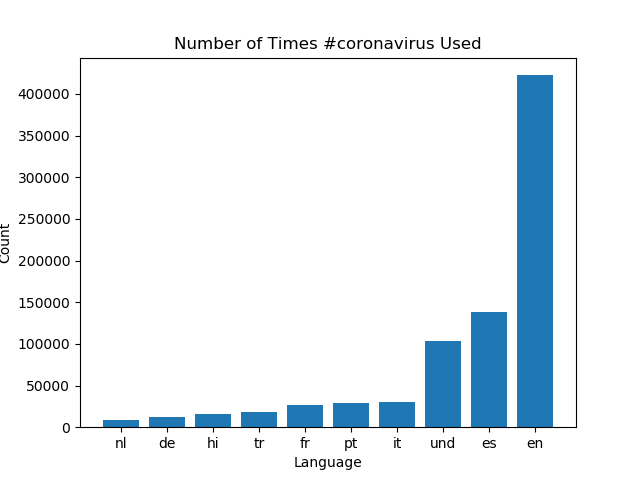 Number of Times #coronavirus Used
400000
350000
300000
250000
200000
150000
100000
50000
0
Count
nl de hi tr fr pt it und es en
Language